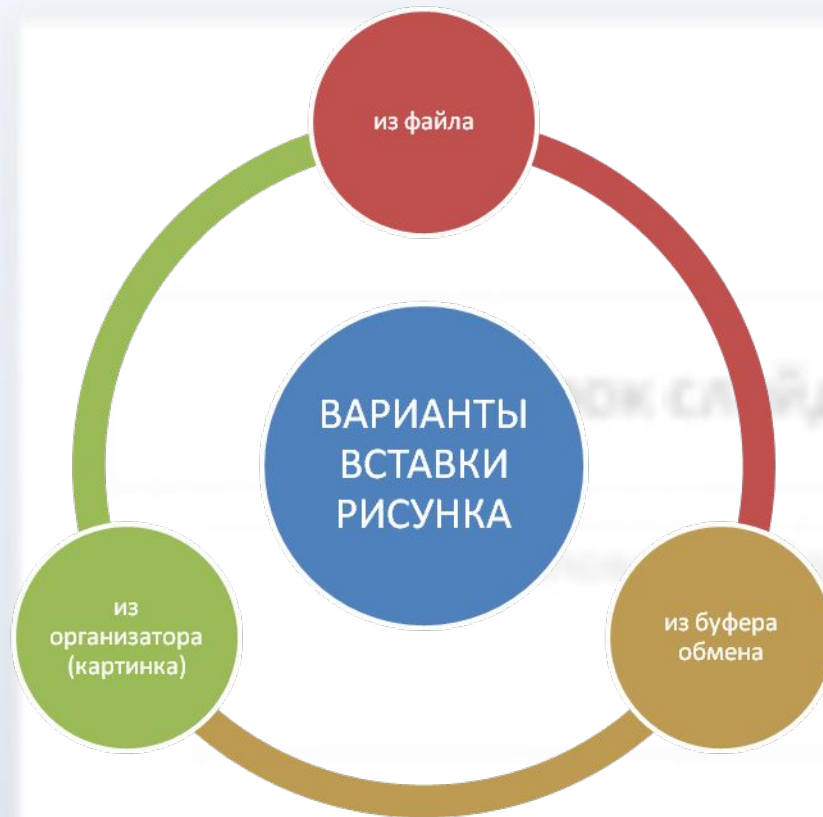 из файла
ВАРИАНТЫ
ВСТАВКИ
РИСУНКА
из
организатора
(картинка)
из буфера
обмена